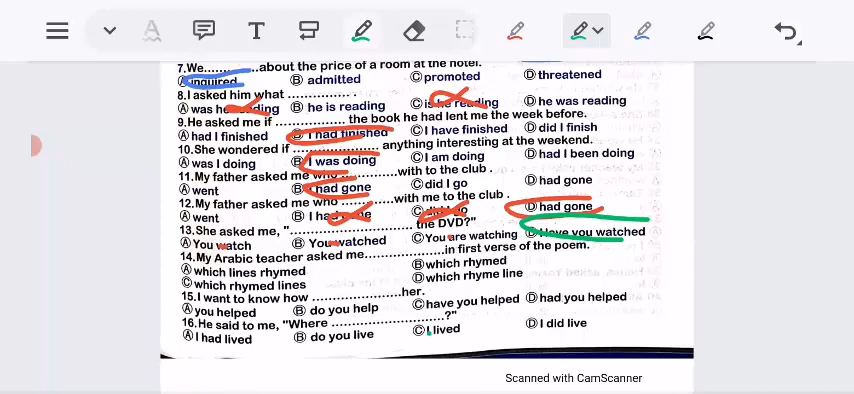 7.We..............about the price of a room at the hotel.
Ⓐ inquired Ⓑ admitted Ⓒ promoted Ⓓ threatened
8.I asked him what ................ .
Ⓐ was he reading Ⓑ he is reading Ⓒ is he reading Ⓓ he was reading
9.He asked me if .................. the book he had lent me the week before.
Ⓐ had I finished Ⓑ I had finished Ⓒ I have finished Ⓓ did I finish
10.She wondered if ..................... anything interesting at the weekend.
Ⓐ was I doing Ⓑ I was doing Ⓒ I am doing Ⓓ had I been doing
11.My father asked me who ..............with to the club .
Ⓐ went Ⓑ I had gone Ⓒ did I go Ⓓ had gone
12.My father asked me who .............with me to the club .
Ⓐ went Ⓑ I had gone Ⓒ did I go Ⓓ had gone
13.She asked me, "............................. the DVD?"
Ⓐ You watch Ⓑ You watched Ⓒ You are watching Ⓓ Have you watched
14.My Arabic teacher asked me....................in first verse of the poem.
Ⓐ which lines rhymed Ⓑ which rhymed
Ⓒ which rhymed lines Ⓓ which rhyme line
15.I want to know how ......................her.
Ⓐ you helped Ⓑ do you help Ⓒ have you helped Ⓓ had you helped
16.He said to me, "Where ............................?"
Ⓐ I had lived Ⓑ do you live Ⓒ I lived Ⓓ I did live
Scanned with CamScanner